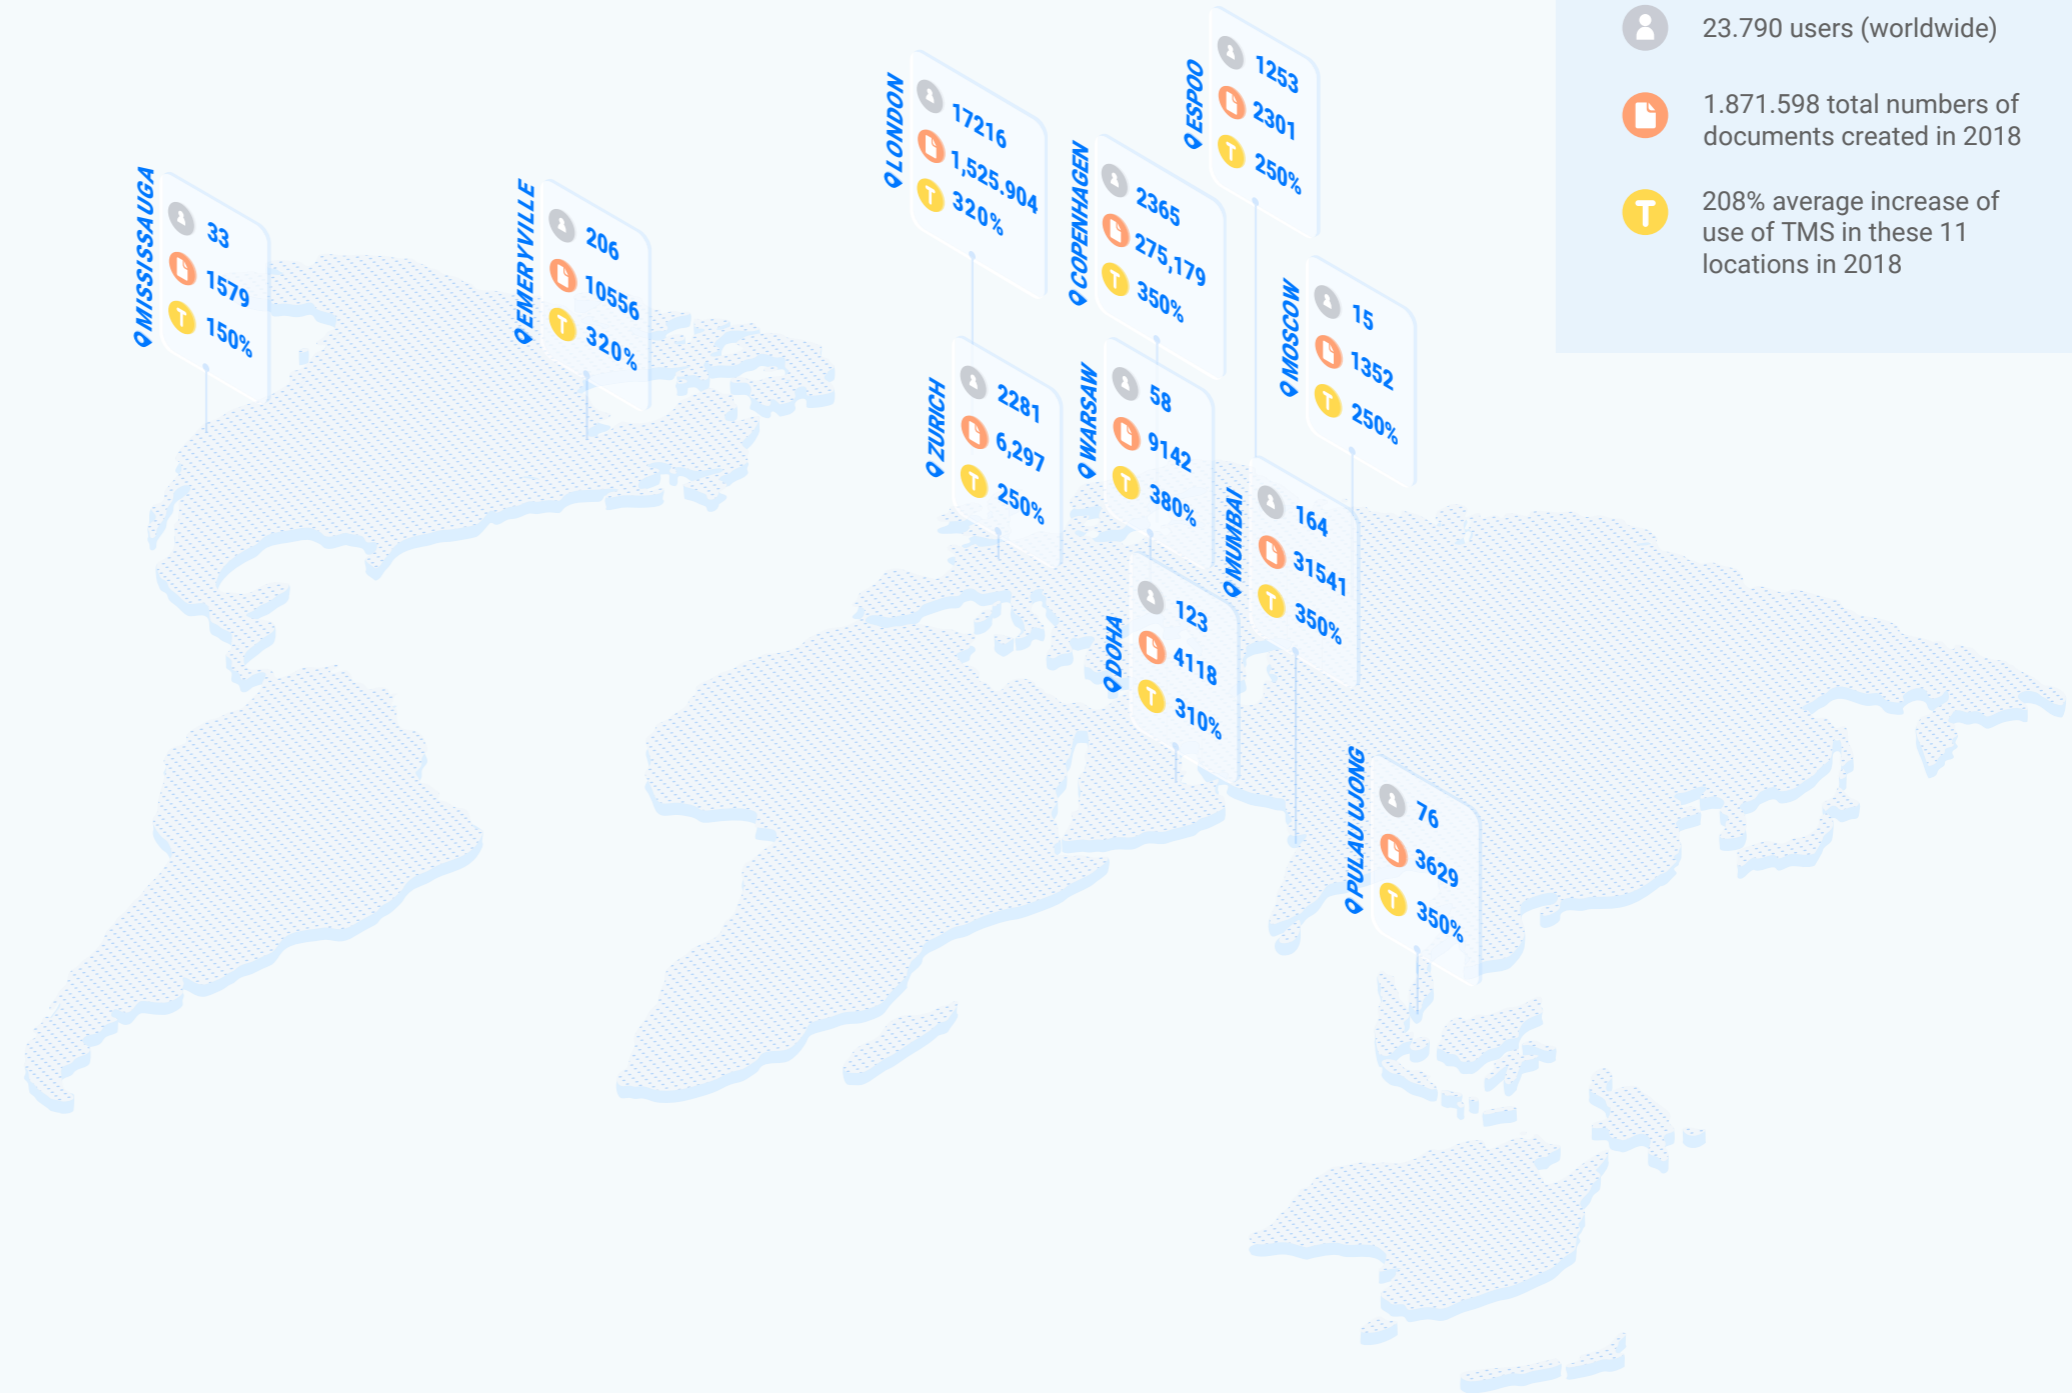 23.790 users (worldwide)
1.871.598 total numbers of
documents created in 2018
208% average increase of
use of TMS in these 11
locations in 2018
MISSISSAUGA
33
1579
150%
EMERYVILLE
206
10556
320%
LONDON
17216
1,525.904
320%
COPENHAGEN
2365
275,179
350%
ESPOO
1253
2301
250%
ZURICH
2281
6,297
250%
WARSAW
58
9142
380%
MOSCOW
15
1352
250%
MUMBAI
164
31541
350%
DOHA
123
4118
310%
PULAU UJONG
76
3629
350%